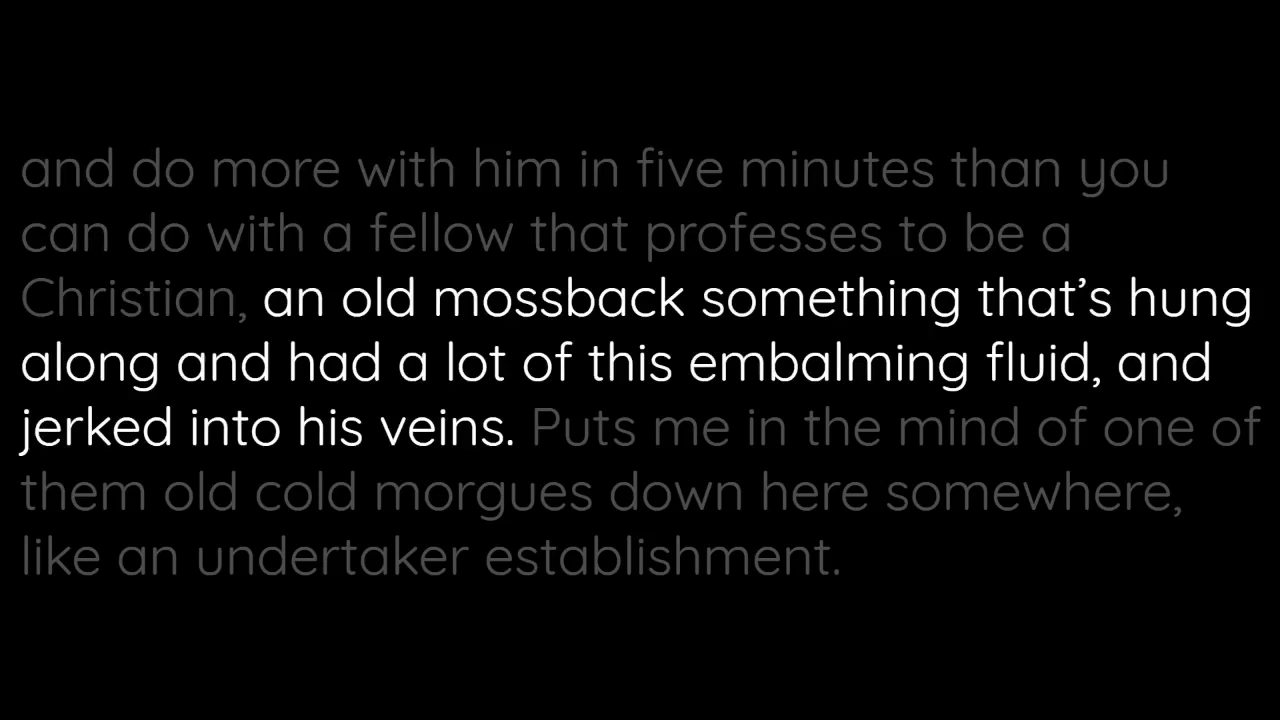 and do more with him in five minutes than you
can do with a fellow that professes to be a
Christian, an old mossback something that’s hung
along and had a lot of this embalming fluid, and
jerked into his veins. Puts me in the mind of one of
them old cold morgues down here somewhere,
like an undertaker establishment.